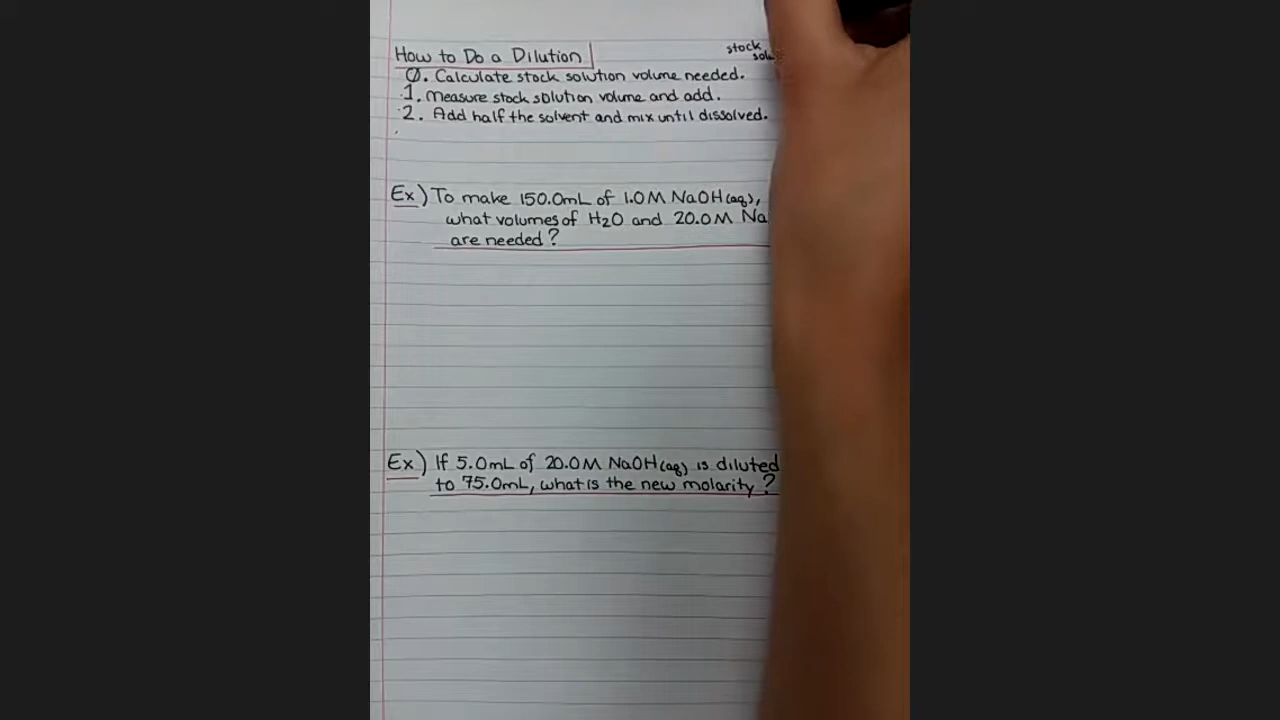 How to Do a Dilution
stock
0. Calculate stock solution volume needed.
1. Measure stock solution volume and add.
2. Add half the solvent and mix until dissolved.
Ex) To make 150.0mL of 1.0M NaOH(aq),
what volumes of H₂O and 20.0M Na
are needed?
Ex) If 5.0mL of 20.0M NaOH(aq) is diluted
to 75.0mL, what is the new molarity?